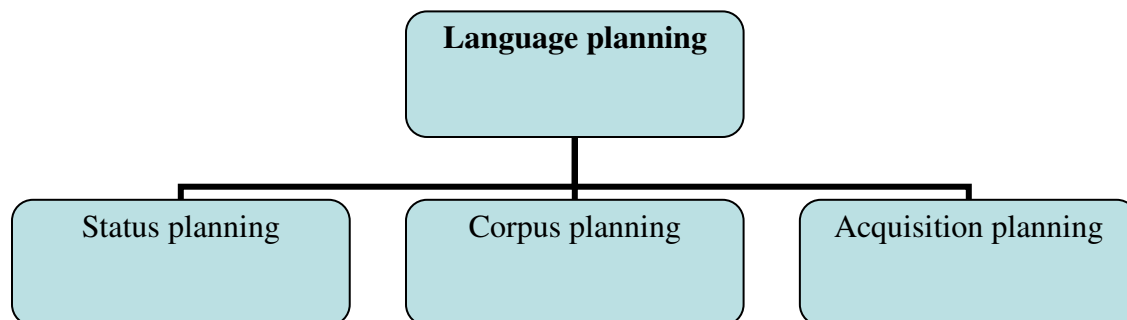 Language planning
Status planning
Corpus planning
Acquisition planning